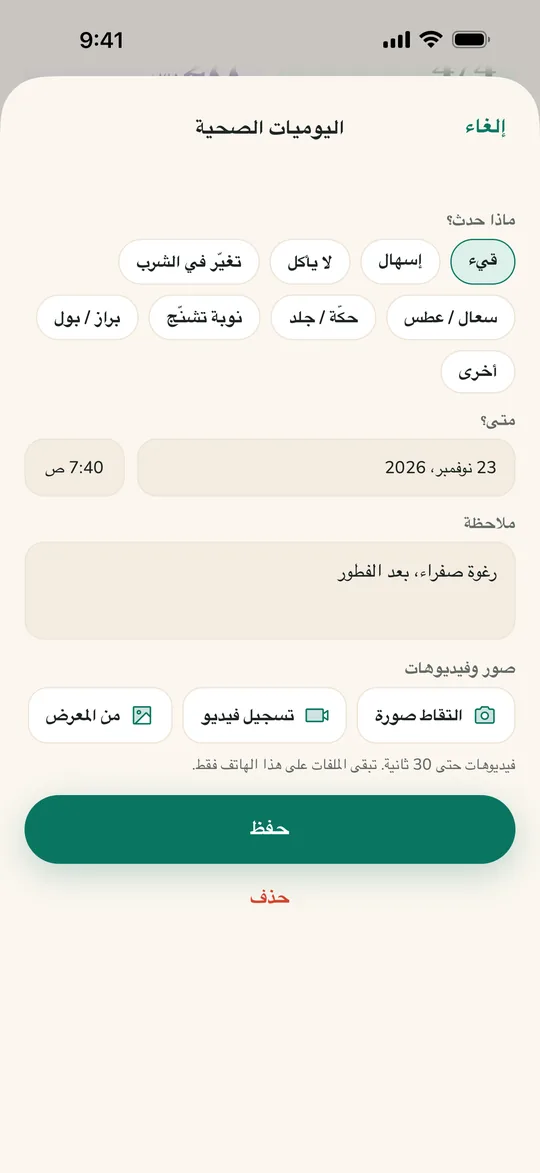 9:41
إلغاء
اليوميات الصحية
ماذا حدث؟
قيء
إسهال
لا يأكل
تغيّر في الشرب
سعال / عطس
حكّة / جلد
نوبة تشنّج
براز / بول
أخرى
متى؟
23 نوفمبر، 2026
7:40 ص
ملاحظة
رغوة صفراء، بعد الفطور
صور وفيديوهات
التقاط صورة
تسجيل فيديو
من المعرض
فيديوهات حتى 30 ثانية. تبقى الملفات على هذا الهاتف فقط.
حفظ
حذف